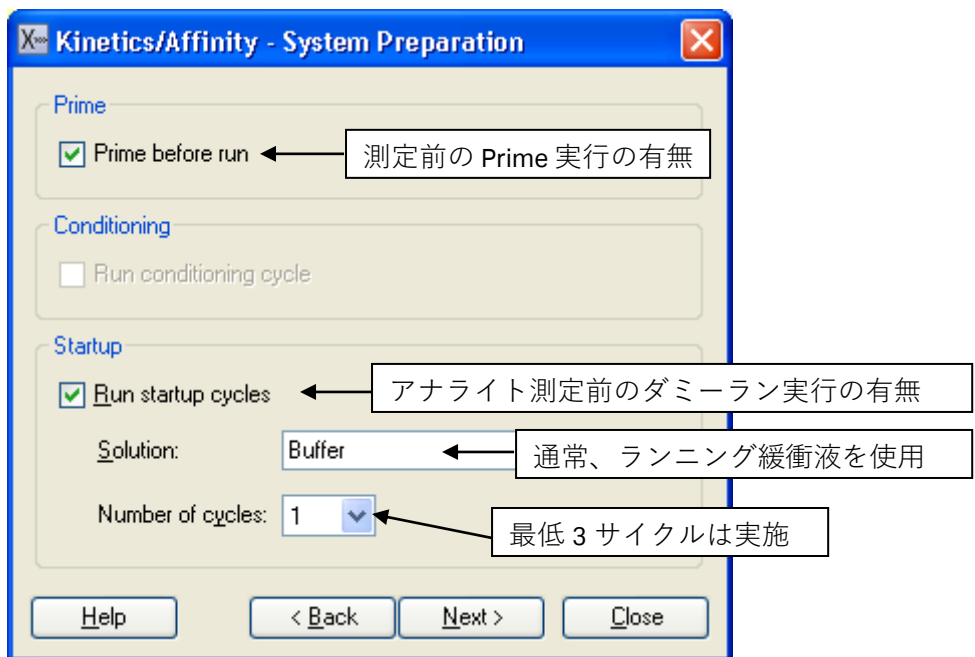 Kinetics/Affinity - System Preparation
Prime
Prime before run
測定前の Prime 実行の有無
Conditioning
Run conditioning cycle
Startup
Run startup cycles
アナライト測定前のダミーラン実行の有無
Solution:
Buffer
通常、ランニング緩衝液を使用
Number of cycles:
1
最低 3 サイクルは実施
Help
< Back
Next >
Close